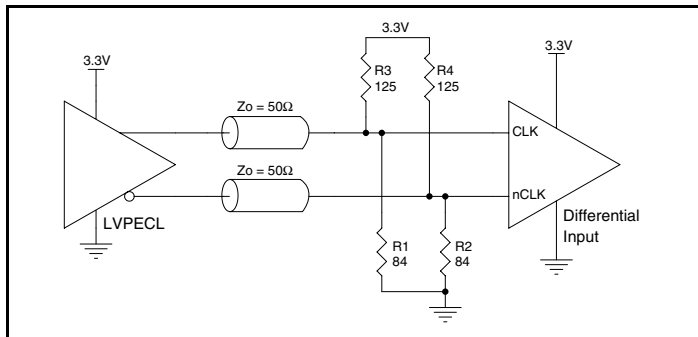 3.3V
3.3V
3.3V
R3
125
R4
125
Zo = 50Ω
CLK
Zo = 50Ω
nCLK
LVPECL
Differential
Input
R1
84
R2
84